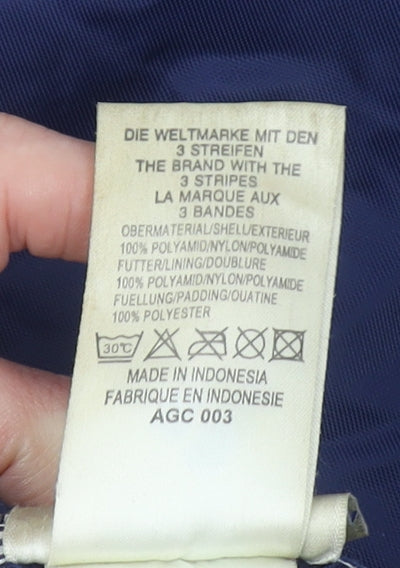 DIE WELTMARKE MIT DEN
3 STREIFEN
THE BRAND WITH THE
3 STRIPES
LA MARQUE AUX
3 BANDES
OBERMATERIAL/SHELL/EXTERIEUR
100% POLYAMID/NYLON/POLYAMIDE
FUTTER/LINING/DOUBLURE
100% POLYAMID/NYLON/POLYAMIDE
FUELLUNG/PADDING/OUATINE
100% POLYESTER
30°C
MADE IN INDONESIA
FABRIQUE EN INDONESIE
AGC 003